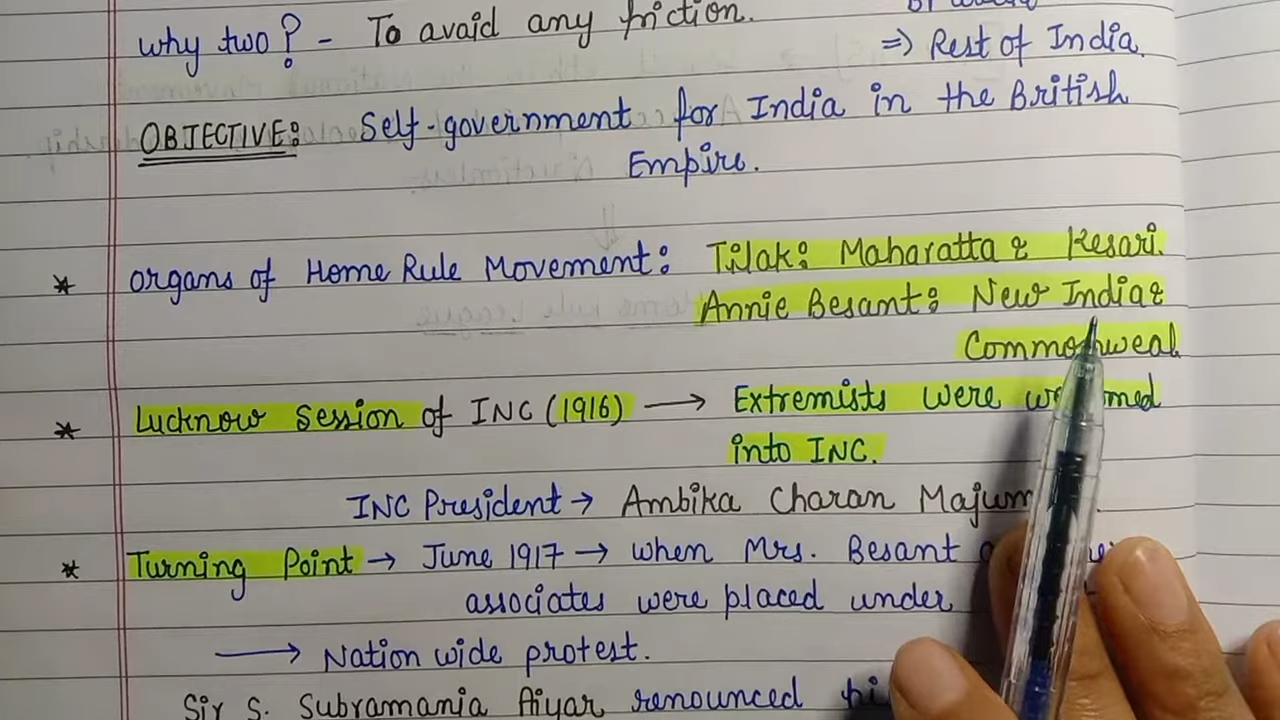 why two? - To avoid any friction.
⇒ Rest of India
OBJECTIVE: Self-government for India in the British
Empire.
* organs of Home Rule Movement: Tilak: Maharatta & Kesari.
Annie Besant: New India &
Commonweal
* Lucknow Session of INC (1916) → Extremists were welcomed
into INC.
INC President → Ambika Charan
* Turning Point → June 1917 → when Mrs. Besant
associates were placed under
→ Nation wide protest.
Sir S. Subramania Aiyar renounced